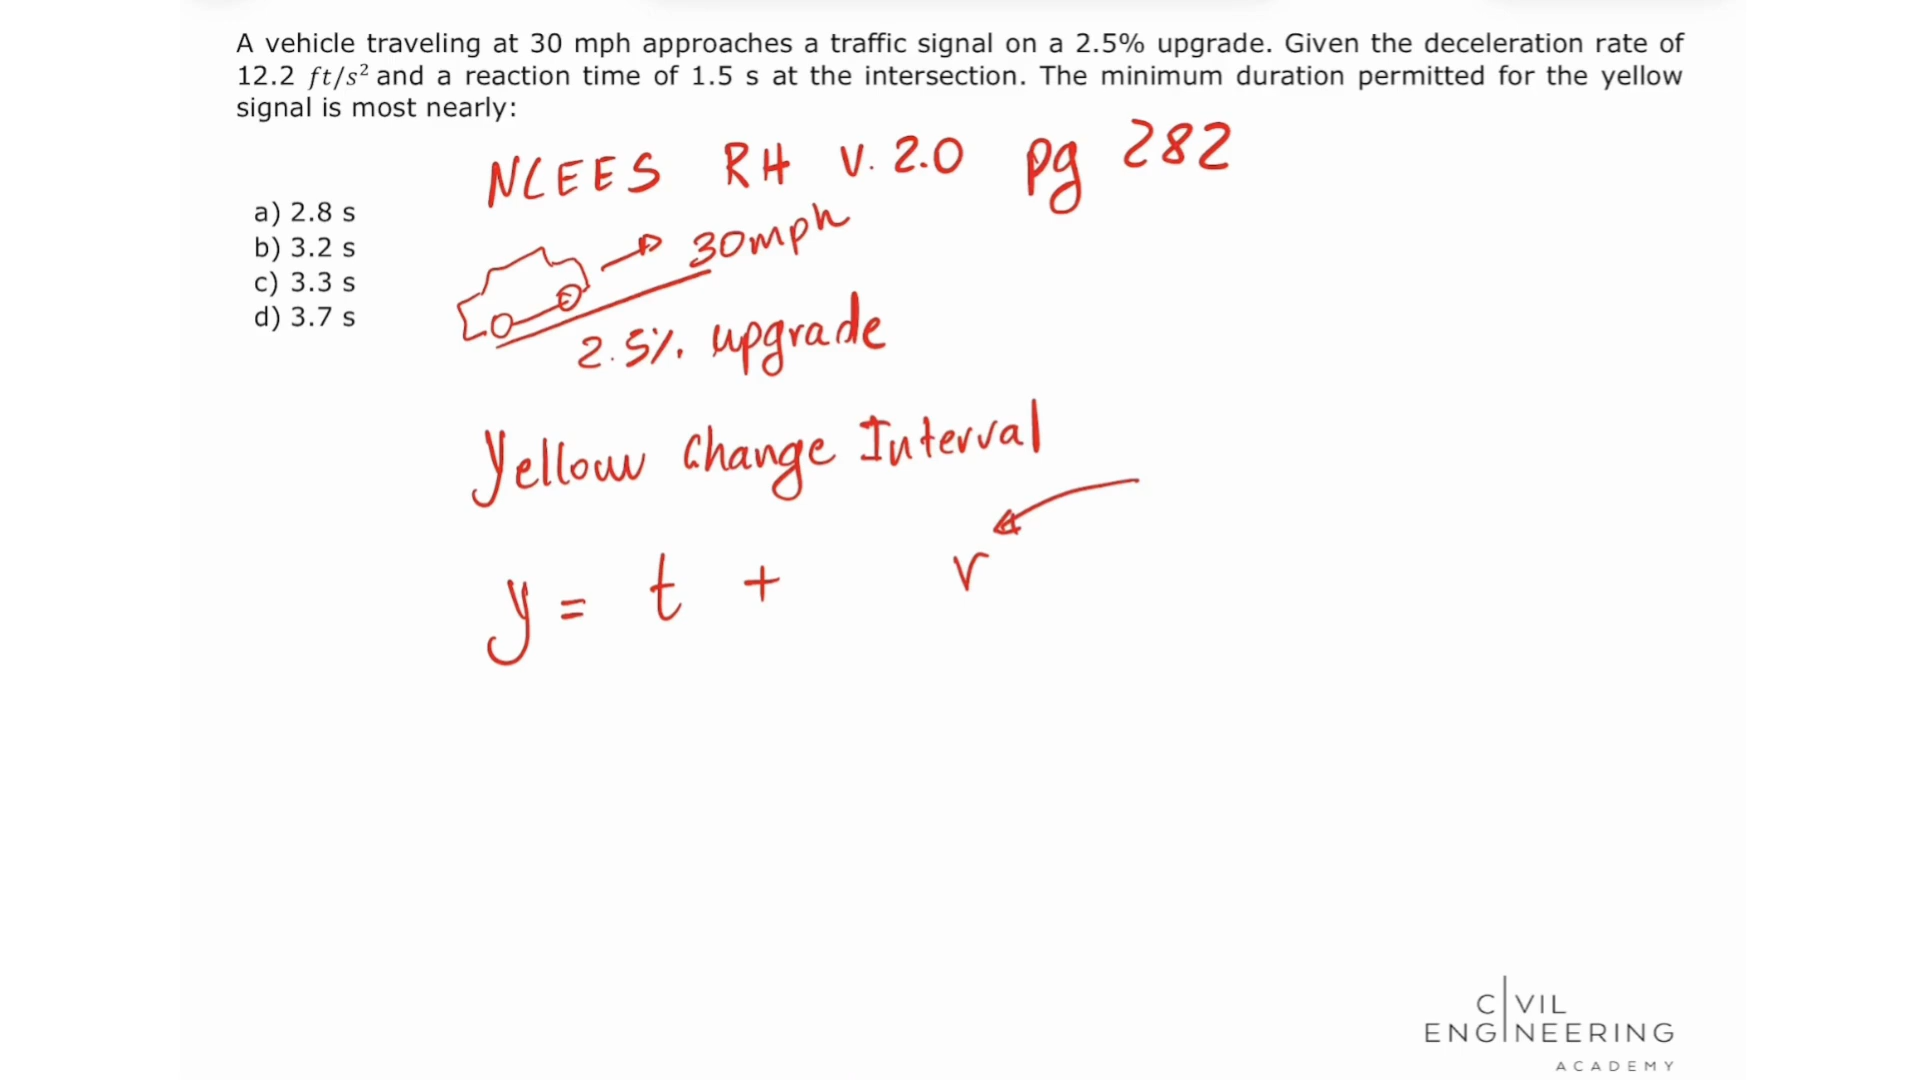 A vehicle traveling at 30 mph approaches a traffic signal on a 2.5% upgrade. Given the deceleration rate of
12.2 ft/s² and a reaction time of 1.5 s at the intersection. The minimum duration permitted for the yellow
signal is most nearly:
NCEES RH v. 2.0 pg 282
a) 2.8 s
b) 3.2 s
c) 3.3 s
d) 3.7 s
30mph
2.5% upgrade
Yellow Change Interval
y = t + v
CIVIL
ENGINEERING
ACADEMY